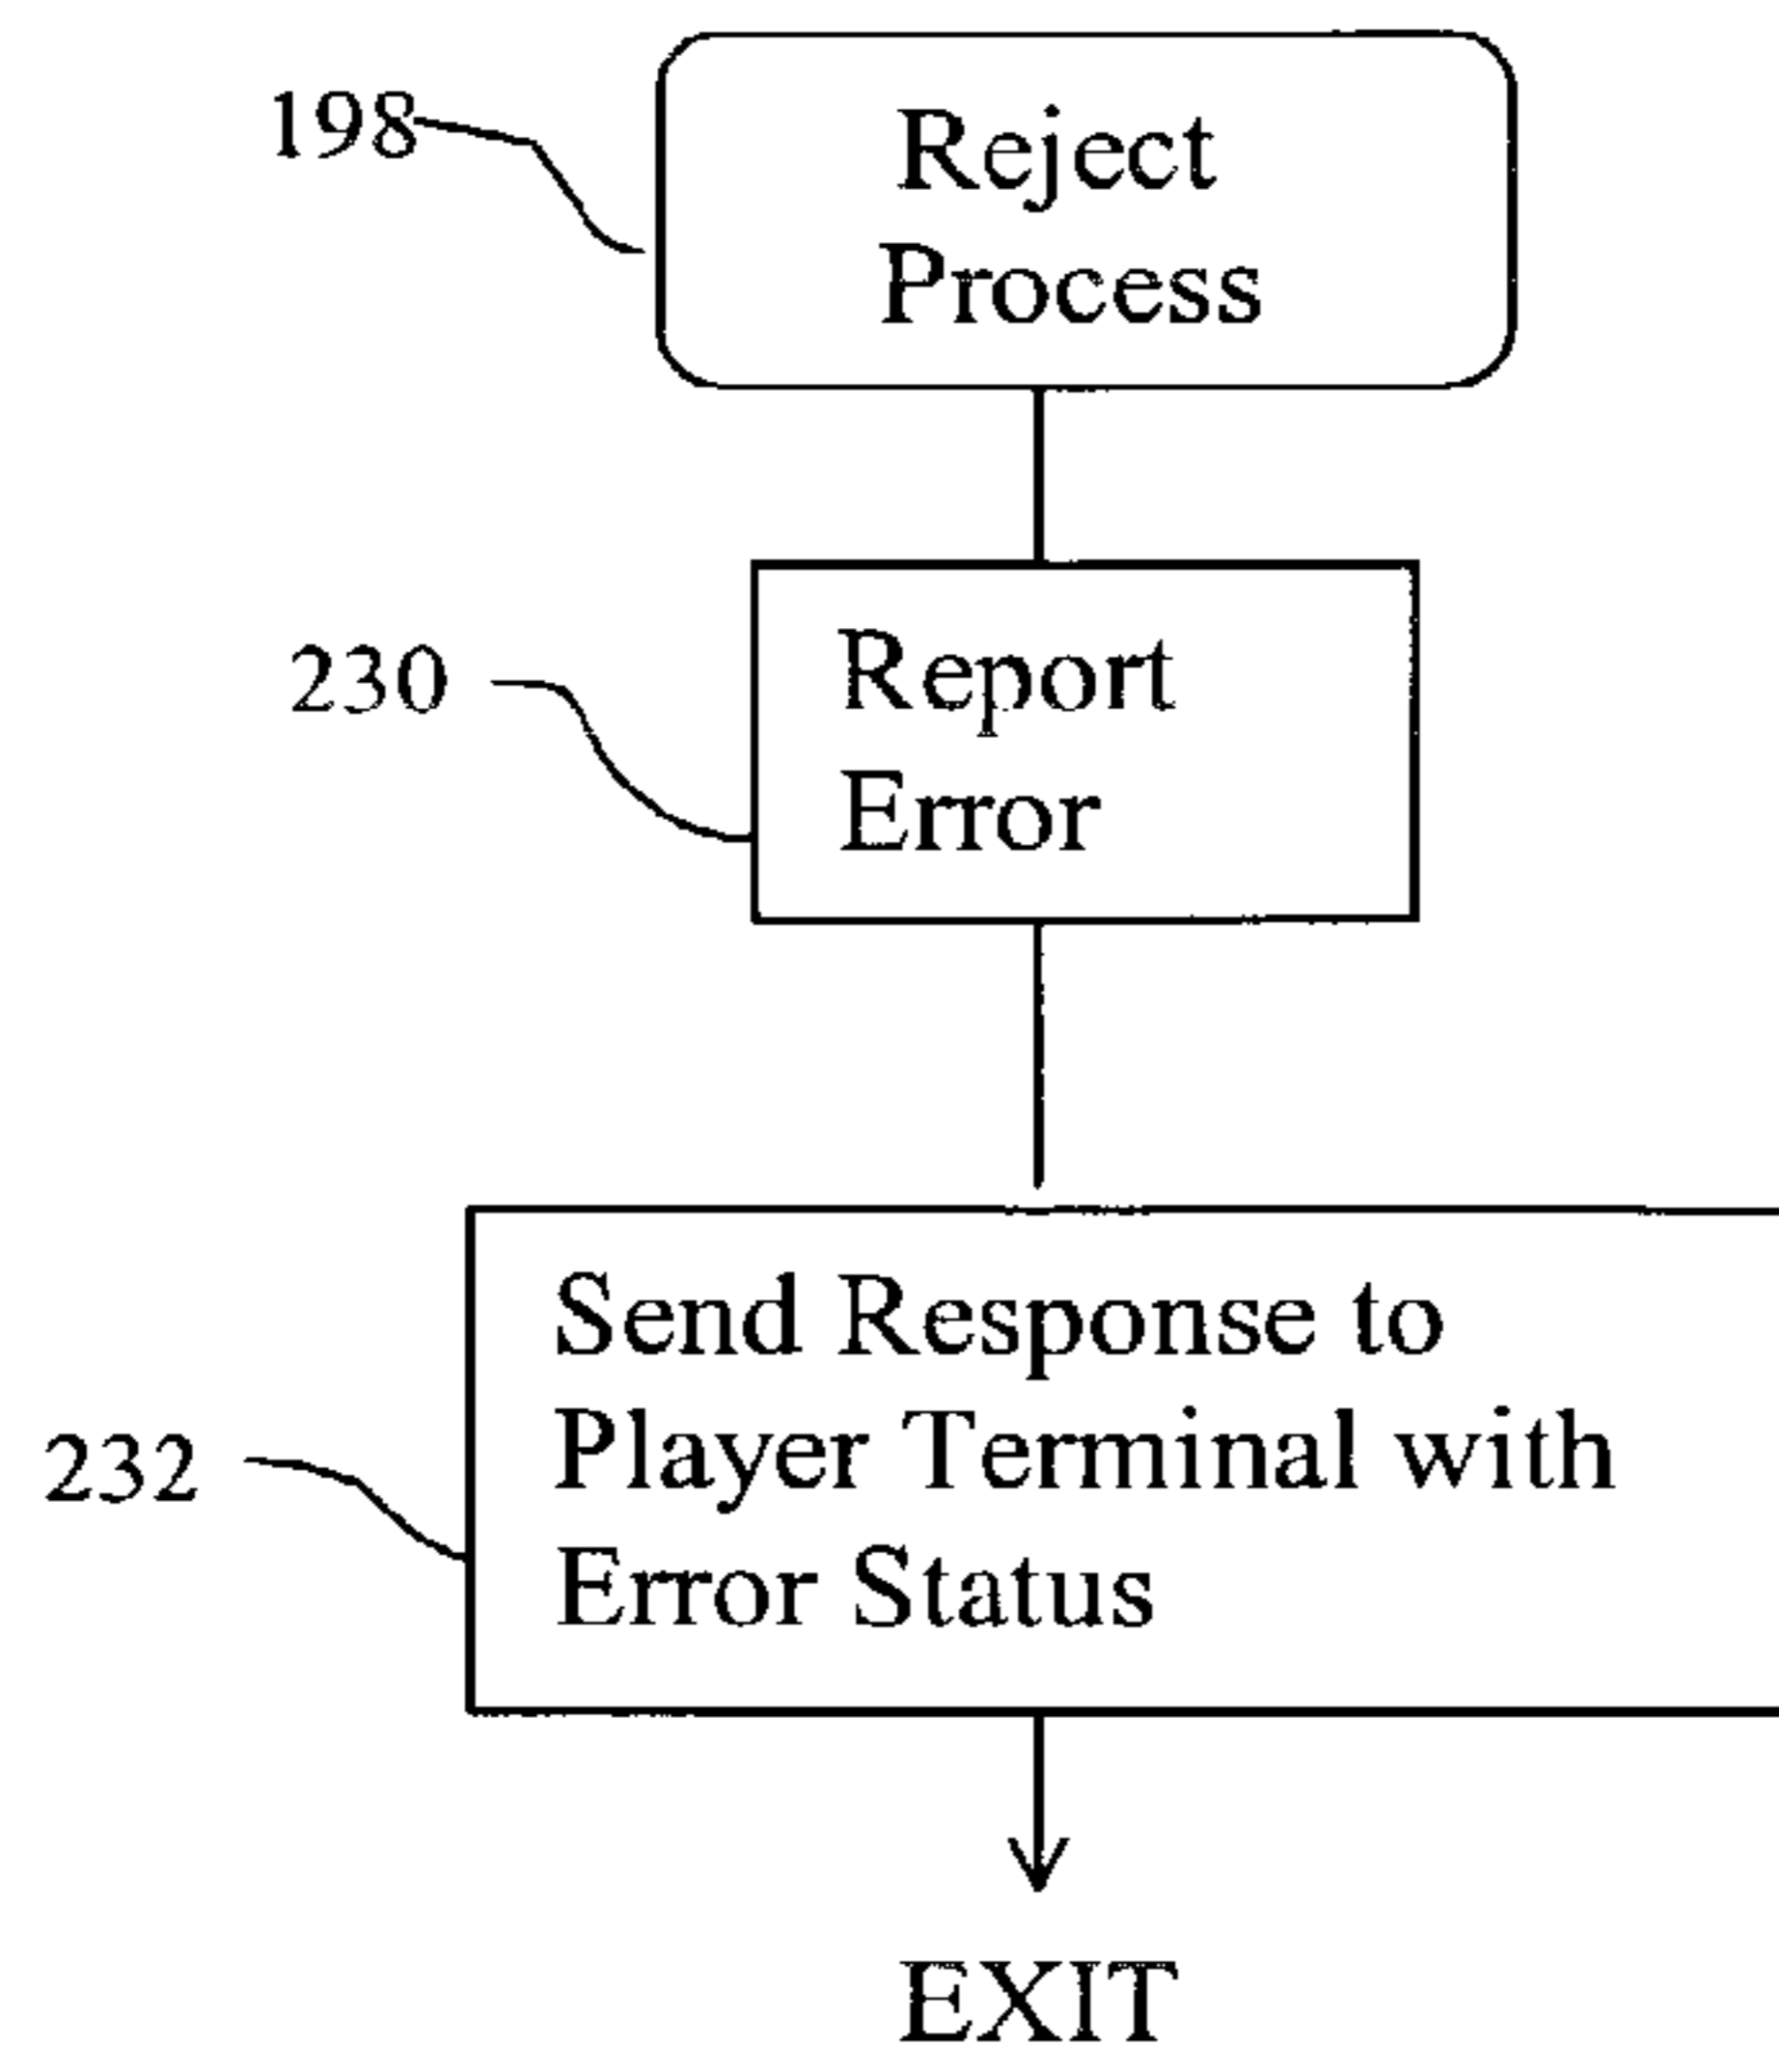 198
Reject
Process
230
Report
Error
Send Response to
Player Terminal with
232
Error Status
EXIT